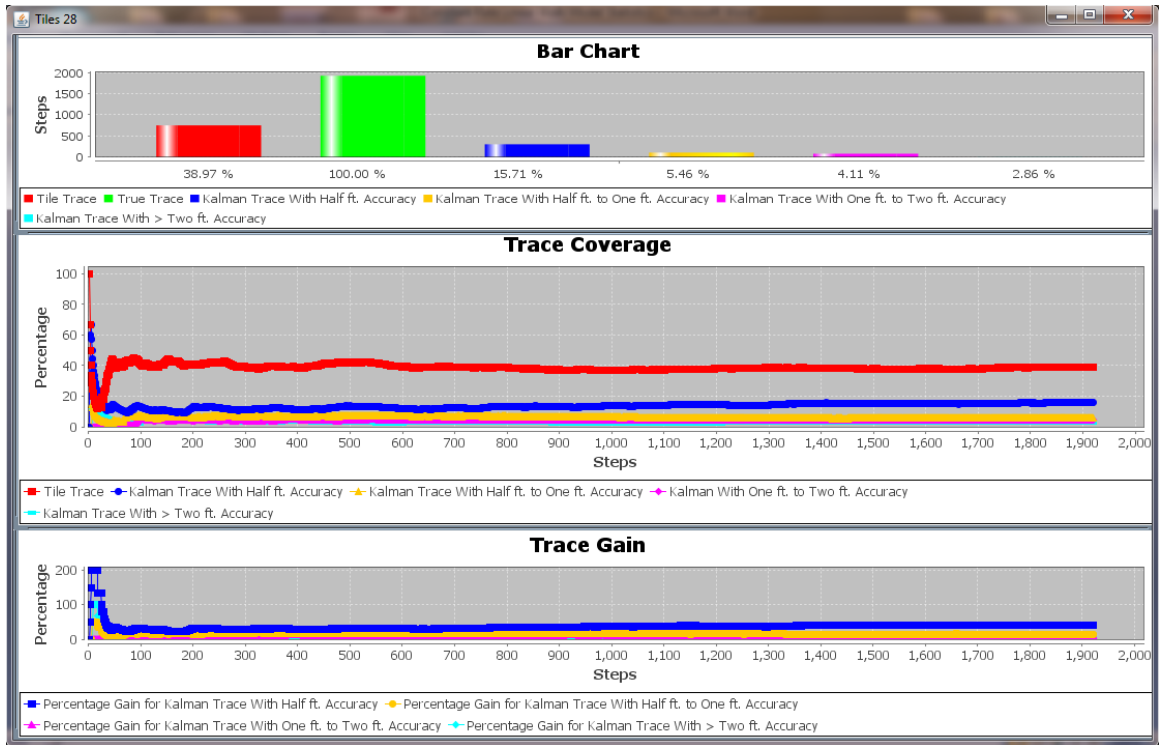 Tiles 28
Bar Chart
Steps
2000
1500
1000
500
0
38.97 % 100.00 % 15.71 % 5.46 % 4.11 % 2.86 %
Tile Trace True Trace Kalman Trace With Half ft. Accuracy Kalman Trace With Half ft. to One ft. Accuracy Kalman Trace With One ft. to Two ft. Accuracy
Kalman Trace With > Two ft. Accuracy
Trace Coverage
Percentage
100
80
60
40
20
0
0 100 200 300 400 500 600 700 800 900 1,000 1,100 1,200 1,300 1,400 1,500 1,600 1,700 1,800 1,900 2,000
Steps
Tile Trace Kalman Trace With Half ft. Accuracy Kalman Trace With Half ft. to One ft. Accuracy Kalman With One ft. to Two ft. Accuracy
Kalman Trace With > Two ft. Accuracy
Trace Gain
Percentage
200
100
0
0 100 200 300 400 500 600 700 800 900 1,000 1,100 1,200 1,300 1,400 1,500 1,600 1,700 1,800 1,900 2,000
Steps
Percentage Gain for Kalman Trace With Half ft. Accuracy Percentage Gain for Kalman Trace With Half ft. to One ft. Accuracy
Percentage Gain for Kalman Trace With One ft. to Two ft. Accuracy Percentage Gain for Kalman Trace With > Two ft. Accuracy